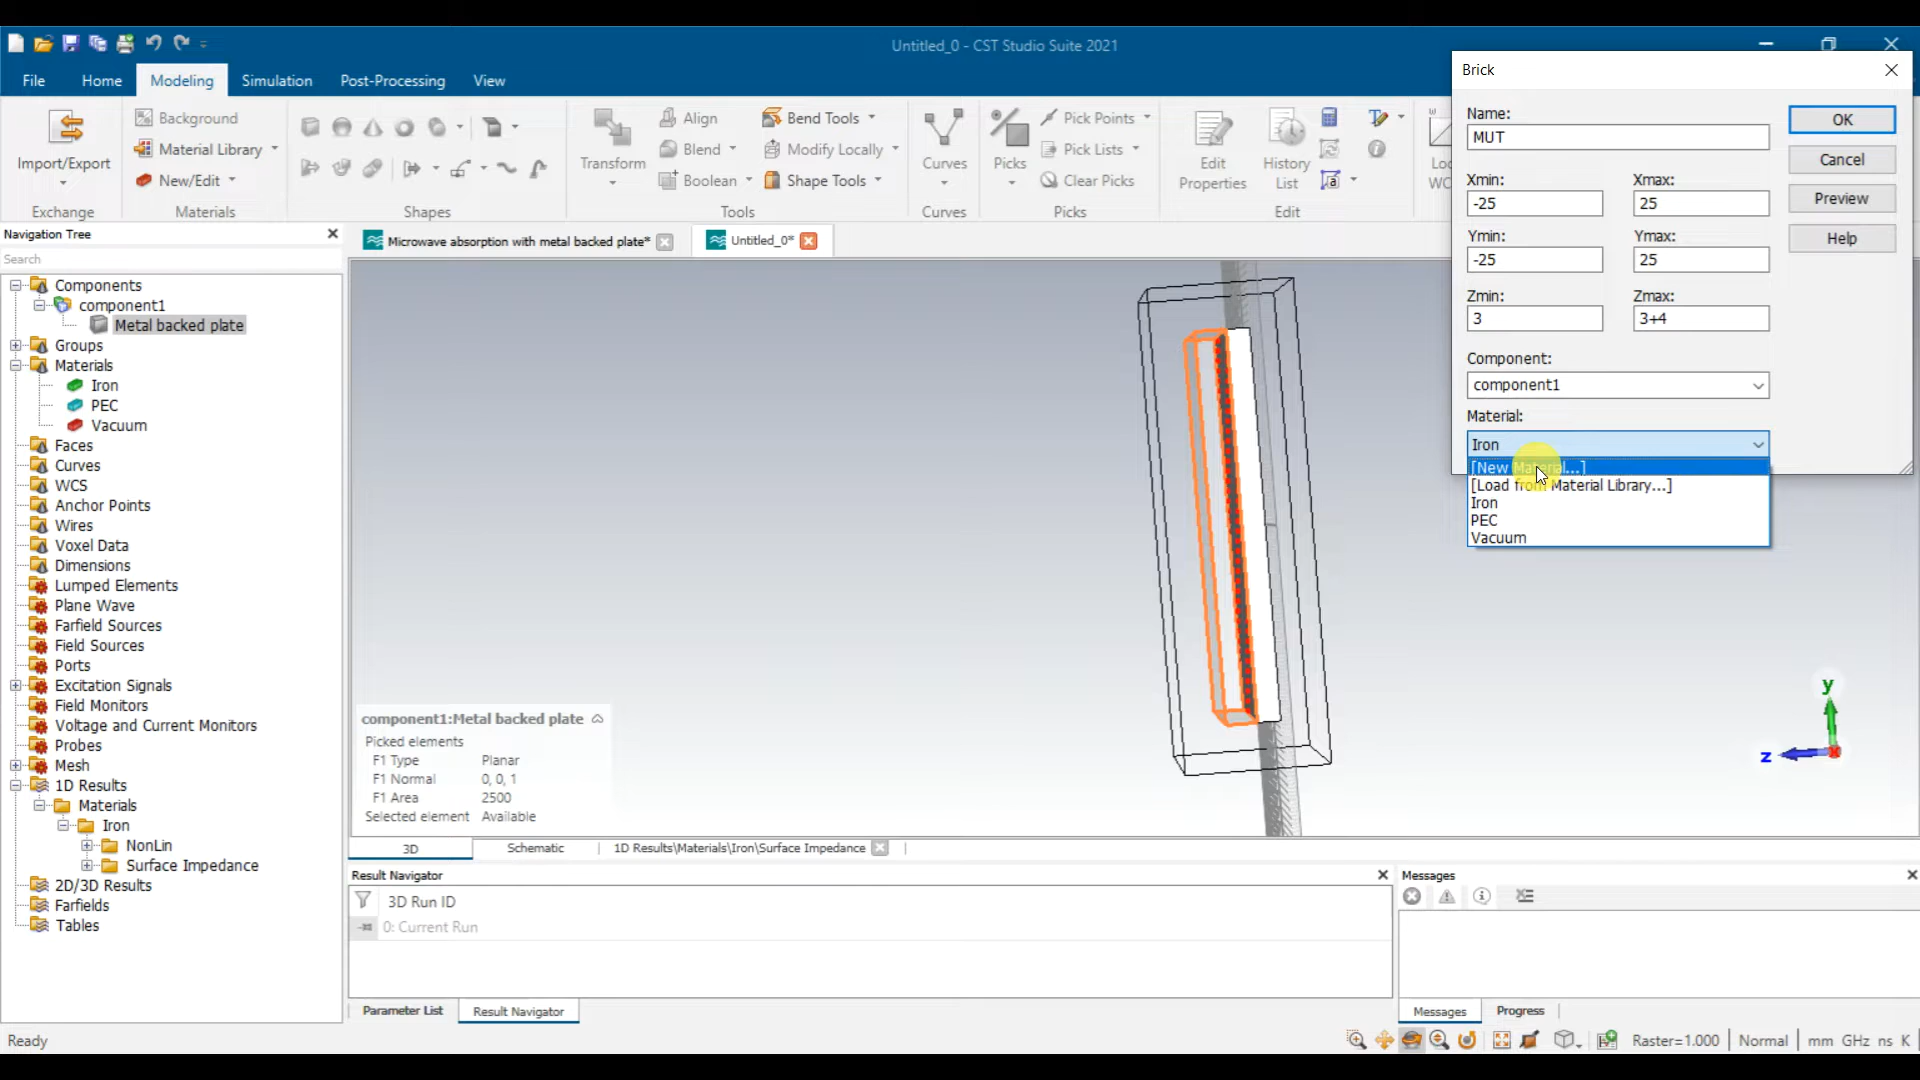 Untitled_0 - CST Studio Suite 2021
File Home Modeling Simulation Post-Processing View
Import/Export
Exchange
Background
Material Library
New/Edit
Materials
Shapes
Transform
Align
Blend
Boolean
Bend Tools
Modify Locally
Shape Tools
Tools
Curves
Curves
Picks
Pick Points
Pick Lists
Clear Picks
Picks
Edit
Properties
History
List
Edit
Brick
Name:
MUT
OK
Cancel
Preview
Help
Xmin: Xmax:
-25 25
Ymin: Ymax:
-25 25
Zmin: Zmax:
3 3+4
Component:
component1
Material:
Iron
[New Material...]
[Load from Material Library...]
Iron
PEC
Vacuum
Navigation Tree
Search
Components
component1
Metal backed plate
Groups
Materials
Iron
PEC
Vacuum
Faces
Curves
WCS
Anchor Points
Wires
Voxel Data
Dimensions
Lumped Elements
Plane Wave
Farfield Sources
Field Sources
Ports
Excitation Signals
Field Monitors
Voltage and Current Monitors
Probes
Mesh
1D Results
Materials
Iron
NonLin
Surface Impedance
2D/3D Results
Farfields
Tables
Microwave absorption with metal backed plate* Untitled_0*
component1:Metal backed plate
Picked elements
F1 Type Planar
F1 Normal 0, 0, 1
F1 Area 2500
Selected element Available
y
z
x
3D Schematic 1D Results\Materials\Iron\Surface Impedance
Result Navigator
3D Run ID
0: Current Run
Parameter List Result Navigator
Messages
Messages Progress
Ready
Raster=1.000 Normal mm GHz ns K